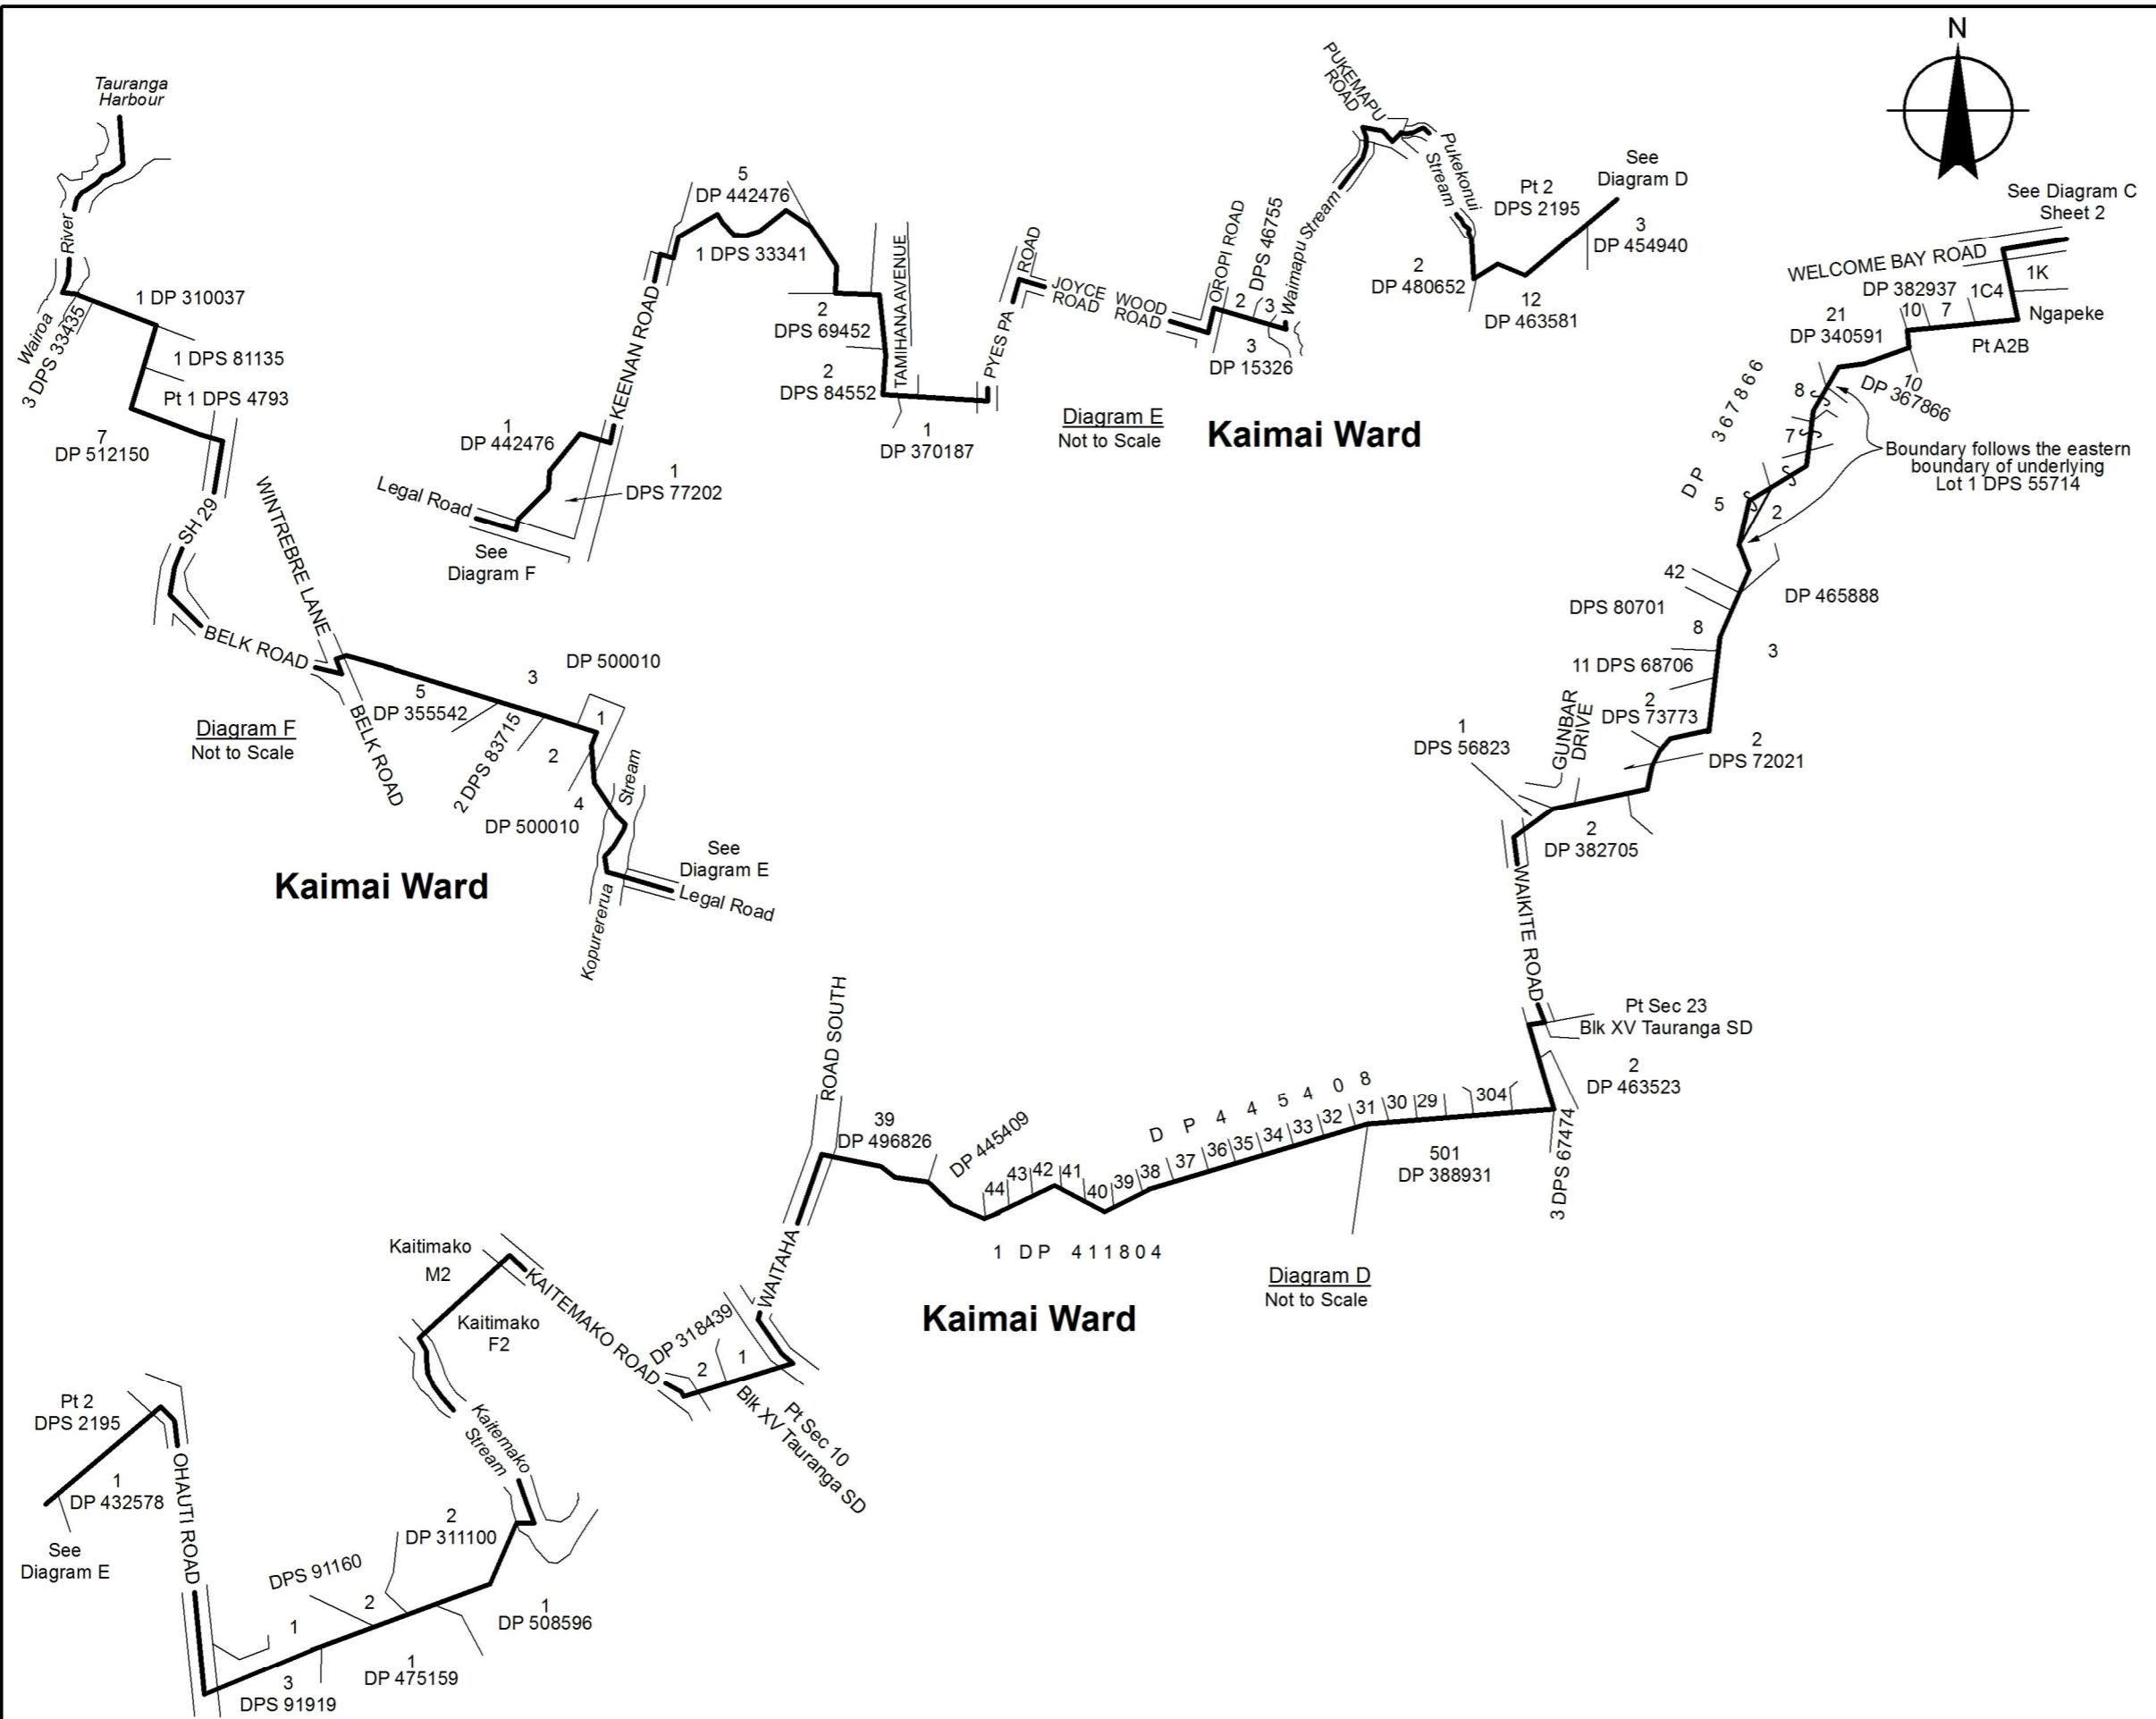 N
Tauranga
Harbour
River
Wairoa
3 DPS 33435
1 DP 310037
1 DPS 81135
Pt 1 DPS 4793
7
DP 512150
SH 29
WINTREBRE LANE
BELK ROAD
BELK ROAD
5
DP 355542
3
DP 500010
1
2 DPS 83715
2
4
DP 500010
Stream
Kopurererua
See
Diagram E
Legal Road
Diagram F
Not to Scale
Kaimai Ward
Legal Road
See
Diagram F
1
DP 442476
1
DPS 77202
KEENAN ROAD
5
DP 442476
1 DPS 33341
2
DPS 69452
2
DPS 84552
TAMIHANA AVENUE
1
DP 370187
PYES PA
ROAD
JOYCE
ROAD
WOOD
ROAD
OROPI ROAD
2
DPS 46755
3
3
DP 15326
Waimapu Stream
PUKEMAPU
ROAD
Pukekonui
Stream
2
DP 480652
Pt 2
DPS 2195
12
DP 463581
See
Diagram D
3
DP 454940
Diagram E
Not to Scale
Kaimai Ward
See Diagram C
Sheet 2
WELCOME BAY ROAD
1K
DP 382937
1C4
10
7
Ngapeke
Pt A2B
21
DP 340591
10
DP 367866
DP 367866
8
7
5
2
Boundary follows the eastern
boundary of underlying
Lot 1 DPS 55714
42
DPS 80701
DP 465888
8
3
11 DPS 68706
2
DPS 73773
GUNBAR
DRIVE
2
DPS 72021
1
DPS 56823
2
DP 382705
WAIKITE ROAD
Pt Sec 23
Blk XV Tauranga SD
2
DP 463523
3 DPS 67474
304
29
30
31
32
33
34
35
36
37
38
39
40
41
42
43
44
DP 445408
501
DP 388931
DP 445409
39
DP 496826
1 DP 411804
ROAD SOUTH
WAITAHA
Diagram D
Not to Scale
Kaimai Ward
DP 318439
2
1
Pt Sec 10
Blk XV Tauranga SD
KAITEMAKO ROAD
Kaitimako
M2
Kaitimako
F2
Kaitemako
Stream
Pt 2
DPS 2195
1
DP 432578
See
Diagram E
OHAUTI ROAD
DPS 91160
1
2
2
DP 311100
1
DP 508596
1
DP 475159
3
DPS 91919